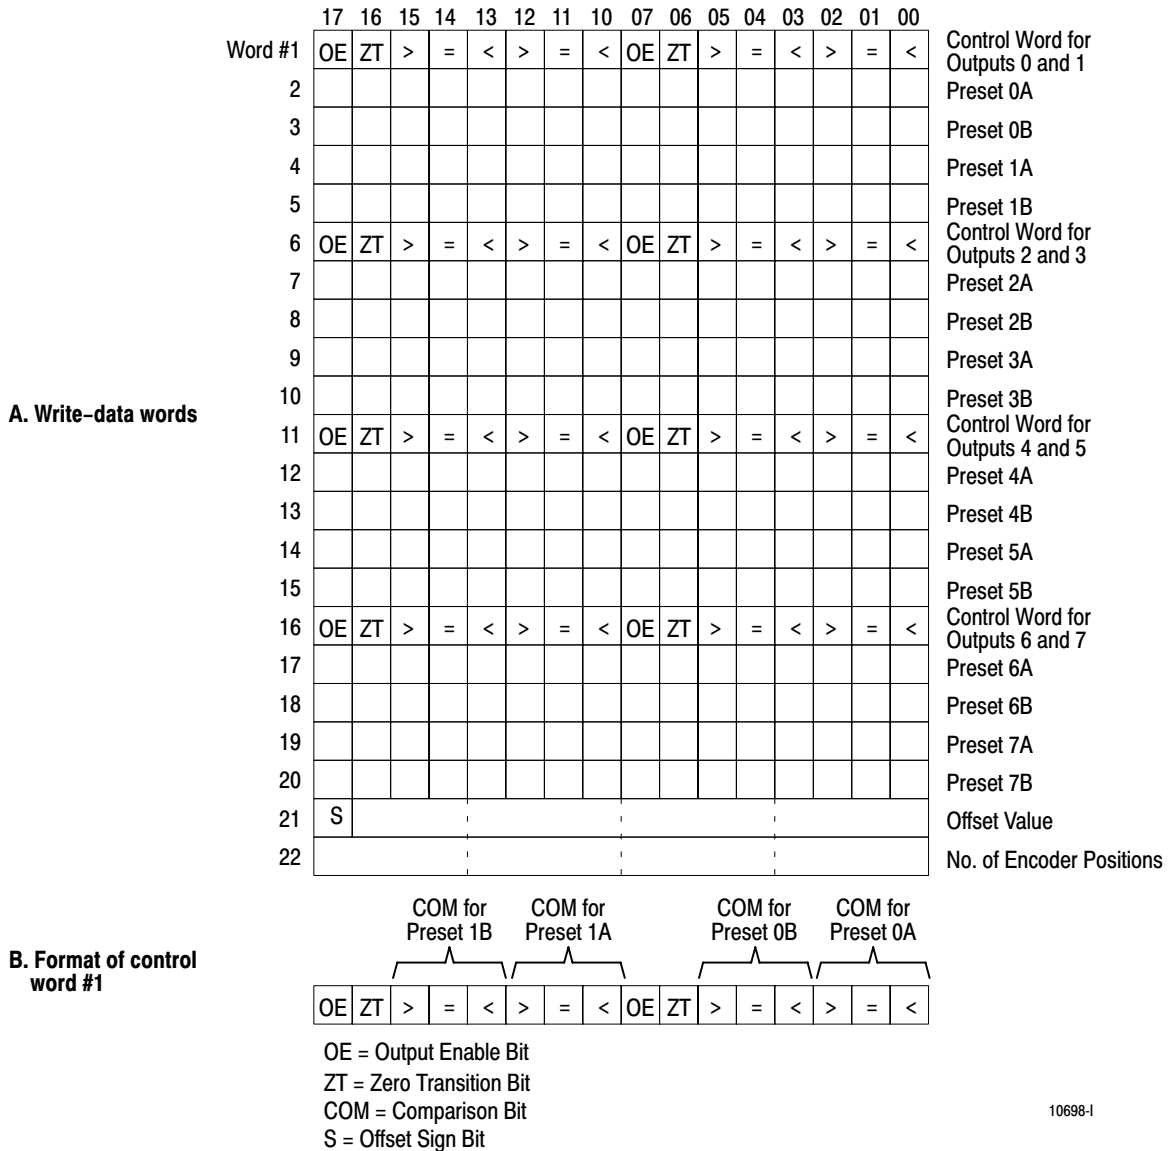 17 16 15 14 13 12 11 10 07 06 05 04 03 02 01 00
Word #1 OE ZT > = < > = < OE ZT > = < > = < Control Word for
Outputs 0 and 1
2 Preset 0A
3 Preset 0B
4 Preset 1A
5 Preset 1B
6 OE ZT > = < > = < OE ZT > = < > = < Control Word for
Outputs 2 and 3
7 Preset 2A
8 Preset 2B
9 Preset 3A
10 Preset 3B
A. Write-data words
11 OE ZT > = < > = < OE ZT > = < > = < Control Word for
Outputs 4 and 5
12 Preset 4A
13 Preset 4B
14 Preset 5A
15 Preset 5B
16 OE ZT > = < > = < OE ZT > = < > = < Control Word for
Outputs 6 and 7
17 Preset 6A
18 Preset 6B
19 Preset 7A
20 Preset 7B
21 S Offset Value
22 No. of Encoder Positions
COM for COM for COM for COM for
Preset 1B Preset 1A Preset 0B Preset 0A
B. Format of control
word #1
OE ZT > = < > = < OE ZT > = < > = <
OE = Output Enable Bit
ZT = Zero Transition Bit
COM = Comparison Bit
S = Offset Sign Bit
10698-I